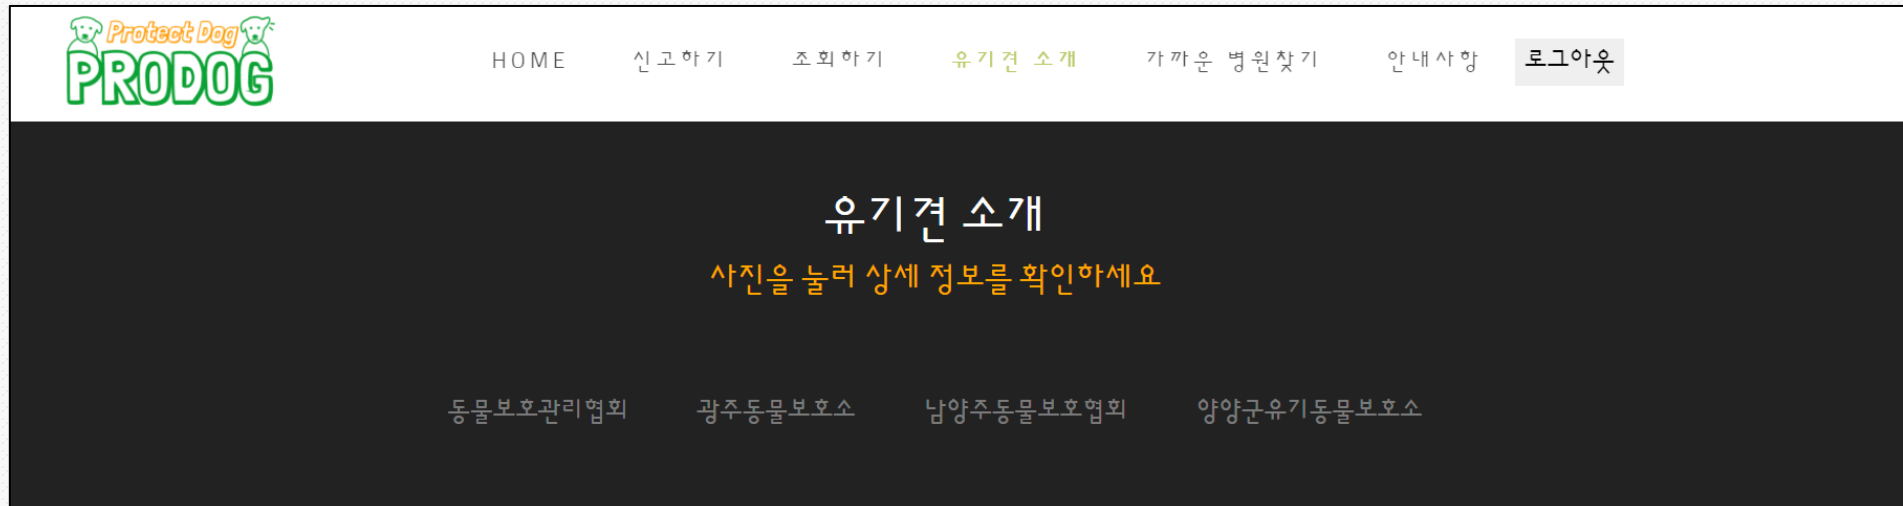 Protect Dog
PRODOG
HOME 신고하기 조회하기 유기견 소개 가까운 병원찾기 안내사항 로그아웃
유기견 소개
사진을 눌러 상세 정보를 확인하세요
동물보호관리협회 광주동물보호소 남양주동물보호협회 양양군유기동물보호소